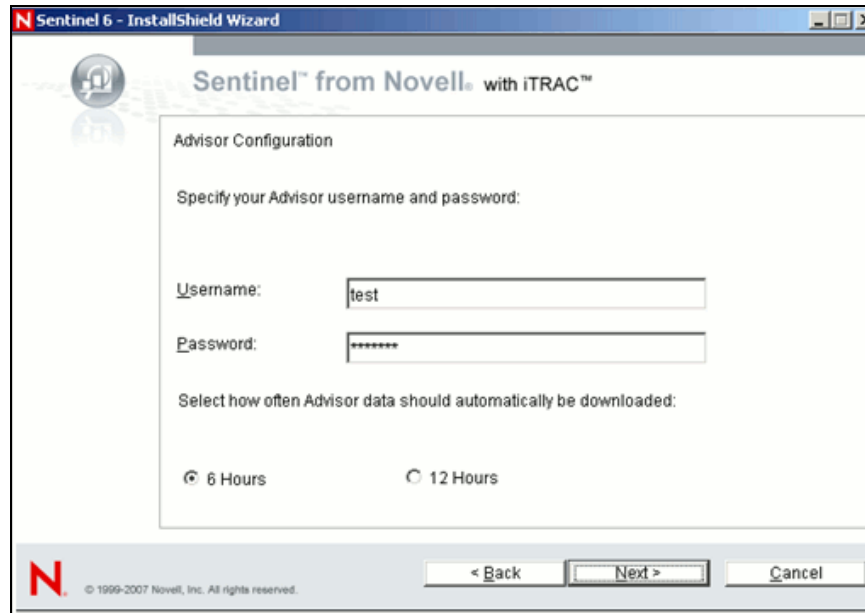 N Sentinel 6 - InstallShield Wizard
Sentinel™ from Novell® with iTRAC™
Advisor Configuration
Specify your Advisor username and password:
Username: test
Password: *******
Select how often Advisor data should automatically be downloaded:
6 Hours 12 Hours
N. © 1999-2007 Novell, Inc. All rights reserved. < Back Next > Cancel